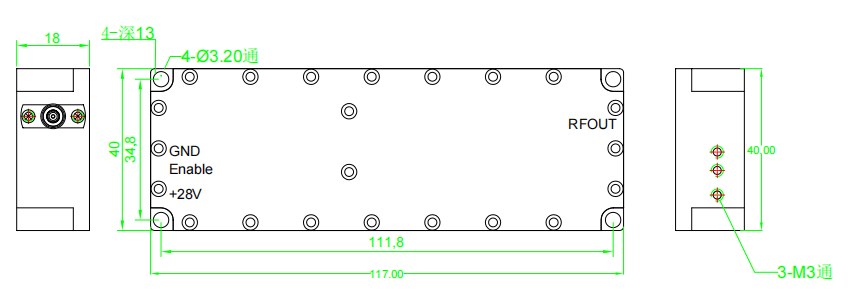 4-深13
18
4-Ø3.20通
RFOUT
40
34,8
GND
Enable
+28V
40,00
111,8
117.00
3-M3通